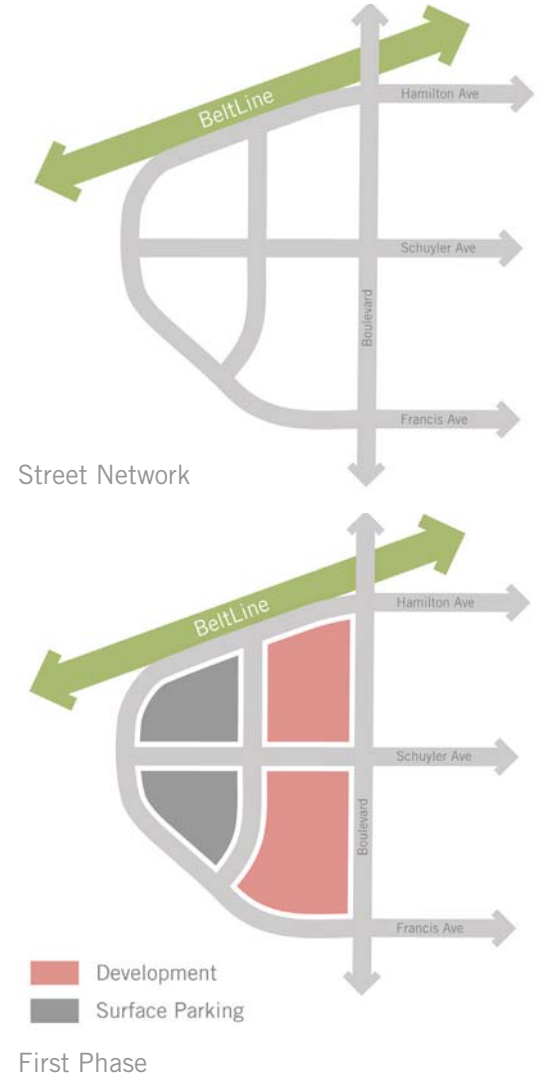 BeltLine
Hamilton Ave
Schuyler Ave
Boulevard
Francis Ave
Street Network
BeltLine
Hamilton Ave
Schuyler Ave
Boulevard
Francis Ave
Development
Surface Parking
First Phase